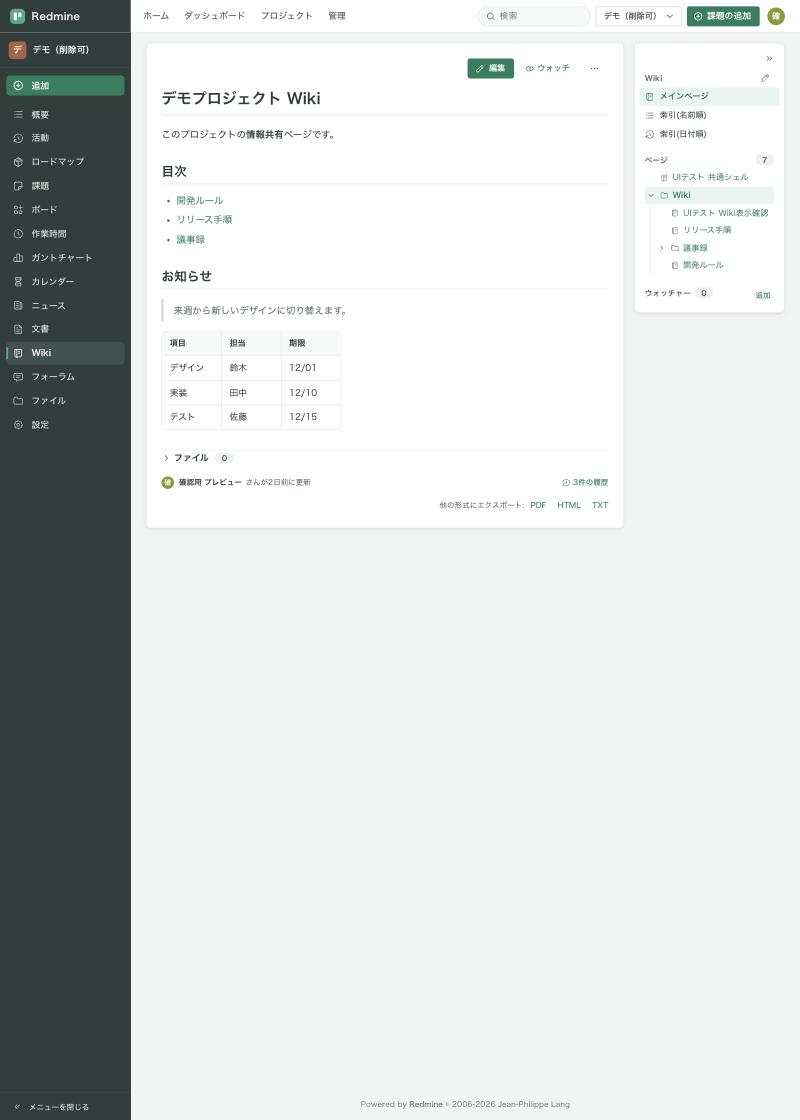 Redmine
ホーム ダッシュボード プロジェクト 管理
検索
デモ（削除可）
課題の追加
確
デ デモ（削除可）
追加
概要
活動
ロードマップ
課題
ボード
作業時間
ガントチャート
カレンダー
ニュース
文書
Wiki
フォーラム
ファイル
設定
メニューを閉じる
編集 ウォッチ ...
デモプロジェクト Wiki
このプロジェクトの情報共有ページです。
目次
• 開発ルール
• リリース手順
• 議事録
お知らせ
来週から新しいデザインに切り替えます。
項目 担当 期限
デザイン 鈴木 12/01
実装 田中 12/10
テスト 佐藤 12/15
ファイル 0
確 確認用 プレビュー さんが2日前に更新
3件の履歴
他の形式にエクスポート: PDF HTML TXT
»
Wiki
メインページ
索引(名前順)
索引(日付順)
ページ 7
UIテスト 共通シェル
Wiki
UIテスト Wiki表示確認
リリース手順
議事録
開発ルール
ウォッチャー 0 追加
Powered by Redmine © 2006-2026 Jean-Philippe Lang